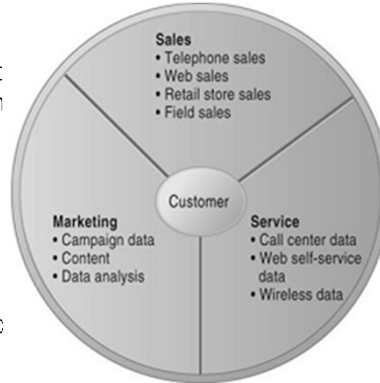 Sales
• Telephone sales
• Web sales
• Retail store sales
• Field sales
Customer
Marketing
• Campaign data
• Content
• Data analysis
Service
• Call center data
• Web self-service
data
• Wireless data